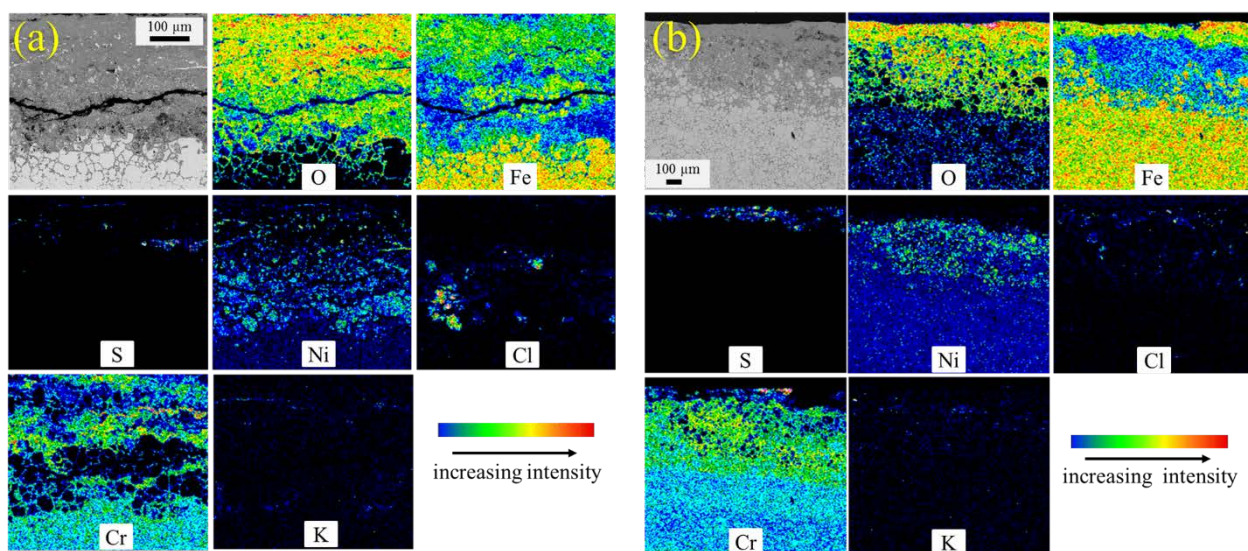 (a)
100 µm
O
Fe
S
Ni
Cl
Cr
K
increasing intensity
(b)
100 µm
O
Fe
S
Ni
Cl
Cr
K
increasing intensity